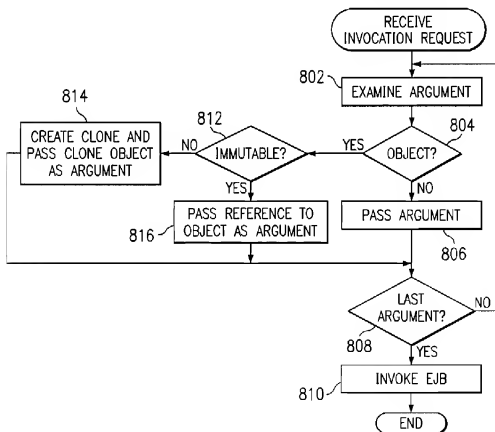 RECEIVE
INVOCATION REQUEST
802
EXAMINE ARGUMENT
814
812
804
CREATE CLONE AND
PASS CLONE OBJECT
AS ARGUMENT
NO
IMMUTABLE?
YES
OBJECT?
YES
NO
816
PASS REFERENCE TO
OBJECT AS ARGUMENT
PASS ARGUMENT
806
LAST
ARGUMENT?
NO
808
YES
810
INVOKE EJB
END